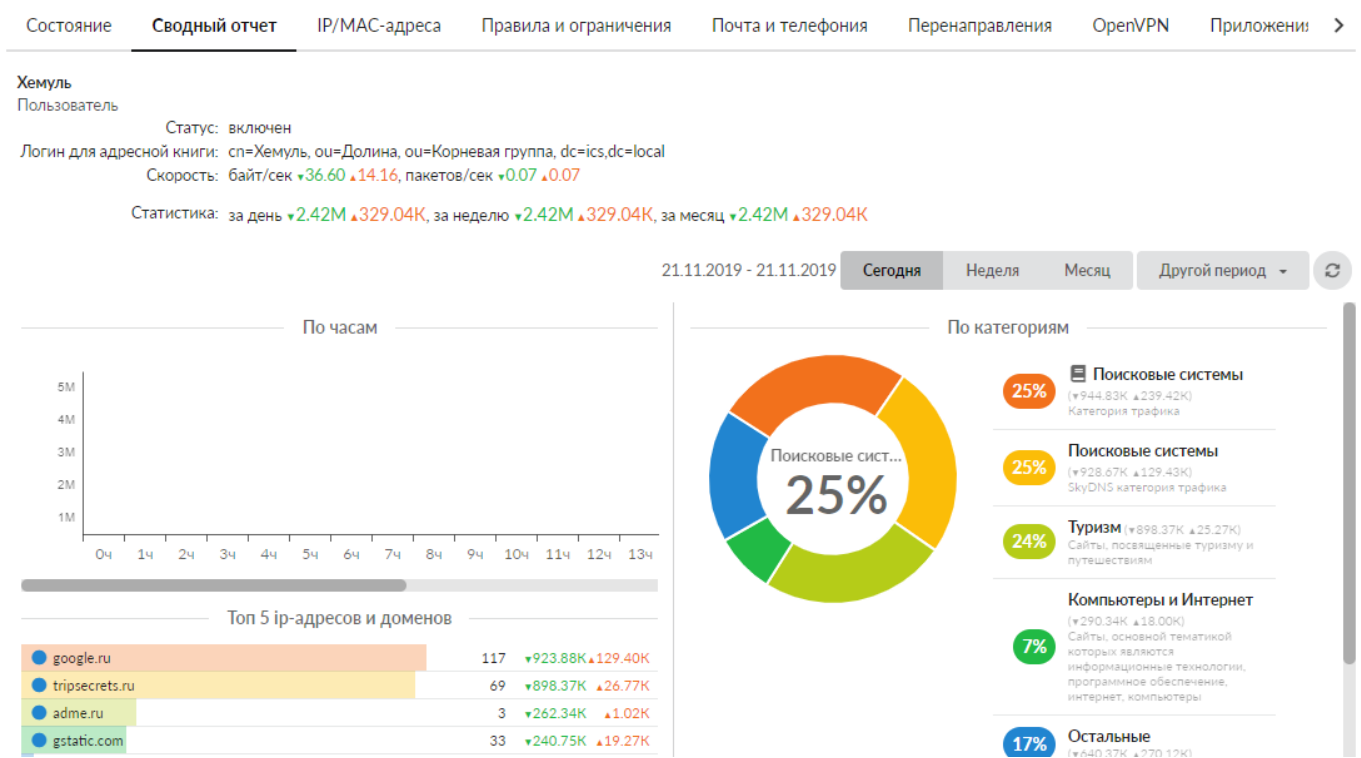 Состояние Сводный отчет IP/MAC-адреса Правила и ограничения Почта и телефония Перенаправления OpenVPN Приложения
Хемуль
Пользователь
Статус: включен
Логин для адресной книги: cn=Хемуль, ou=Долина, ou=Корневая группа, dc=ics,dc=local
Скорость: байт/сек ▾36.60 ▴14.16, пакетов/сек ▾0.07 ▴0.07
Статистика: за день ▾2.42M ▴329.04K, за неделю ▾2.42M ▴329.04K, за месяц ▾2.42M ▴329.04K
21.11.2019 - 21.11.2019 Сегодня Неделя Месяц Другой период
По часам
5M
4M
3M
2M
1M
0ч 1ч 2ч 3ч 4ч 5ч 6ч 7ч 8ч 9ч 10ч 11ч 12ч 13ч
Топ 5 ip-адресов и доменов
google.ru 117 ▾923.88K▴129.40K
tripsecrets.ru 69 ▾898.37K ▴26.77K
adme.ru 3 ▾262.34K ▴1.02K
gstatic.com 33 ▾240.75K ▴19.27K
По категориям
Поисковые сист...
25%
25% Поисковые системы
(▾944.83K ▴239.42K)
Категория трафика
25% Поисковые системы
(▾928.67K ▴129.43K)
SkyDNS категория трафика
24% Туризм (▾898.37K ▴25.27K)
Сайты, посвященные туризму и
путешествиям
7% Компьютеры и Интернет
(▾290.34K ▴18.00K)
Сайты, основной тематикой
которых являются
информационные технологии,
программное обеспечение,
интернет, компьютеры
17% Остальные
(▾640.37K ▴270.12K)